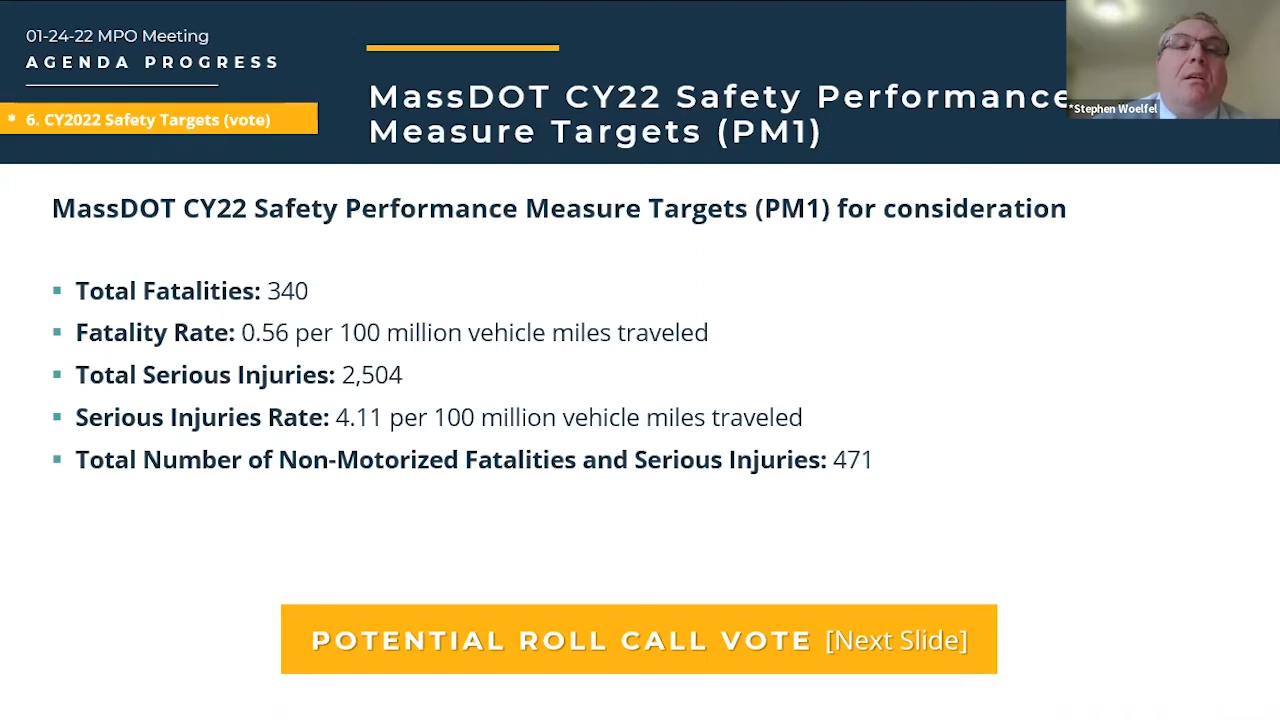 01-24-22 MPO Meeting
AGENDA PROGRESS
* 6. CY2022 Safety Targets (vote)
MassDOT CY22 Safety Performance
Measure Targets (PM1)
*Stephen Woelfel
MassDOT CY22 Safety Performance Measure Targets (PM1) for consideration
▪ Total Fatalities: 340
▪ Fatality Rate: 0.56 per 100 million vehicle miles traveled
▪ Total Serious Injuries: 2,504
▪ Serious Injuries Rate: 4.11 per 100 million vehicle miles traveled
▪ Total Number of Non-Motorized Fatalities and Serious Injuries: 471
POTENTIAL ROLL CALL VOTE [Next Slide]